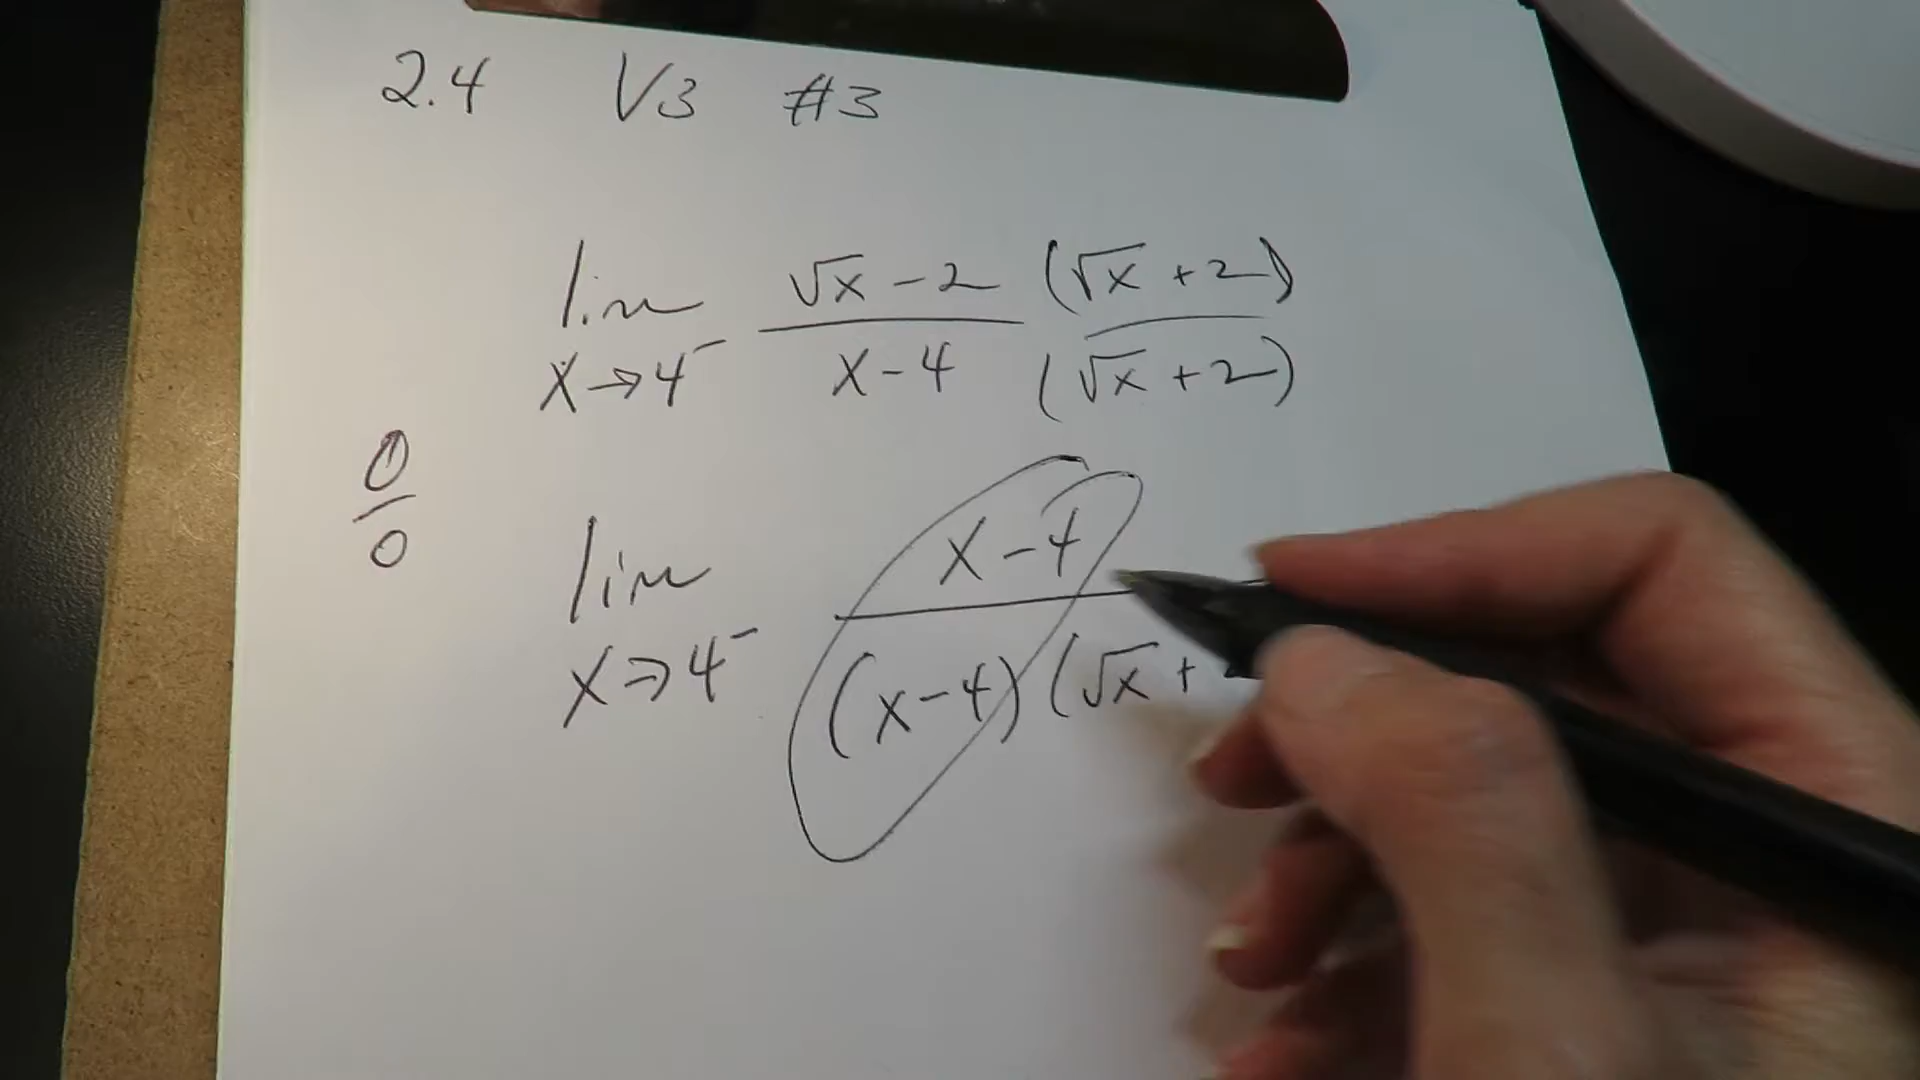 2.4 V3 #3
lim √x - 2 (√x + 2)
x→4⁻ x - 4 (√x + 2)
0
0
lim x - 4
x→4⁻ (x - 4) (√x +